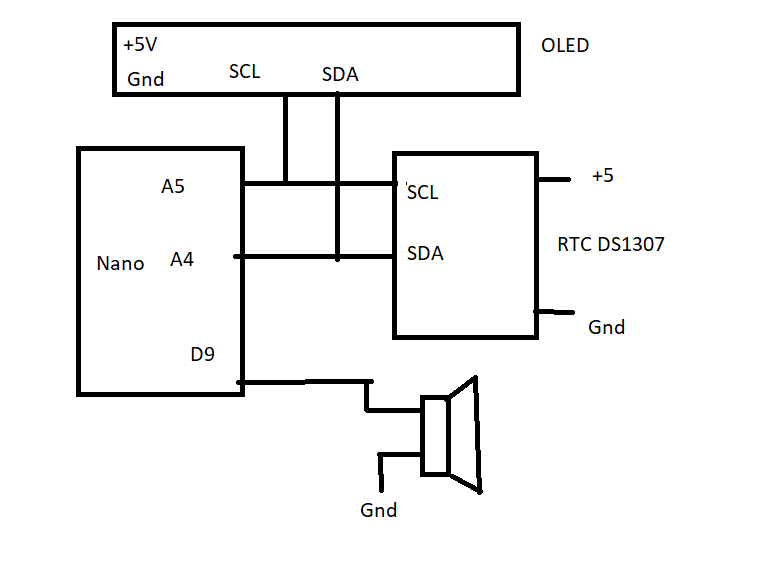 +5V
OLED
Gnd
SCL
SDA
A5
SCL
+5
Nano
A4
SDA
RTC DS1307
Gnd
D9
Gnd